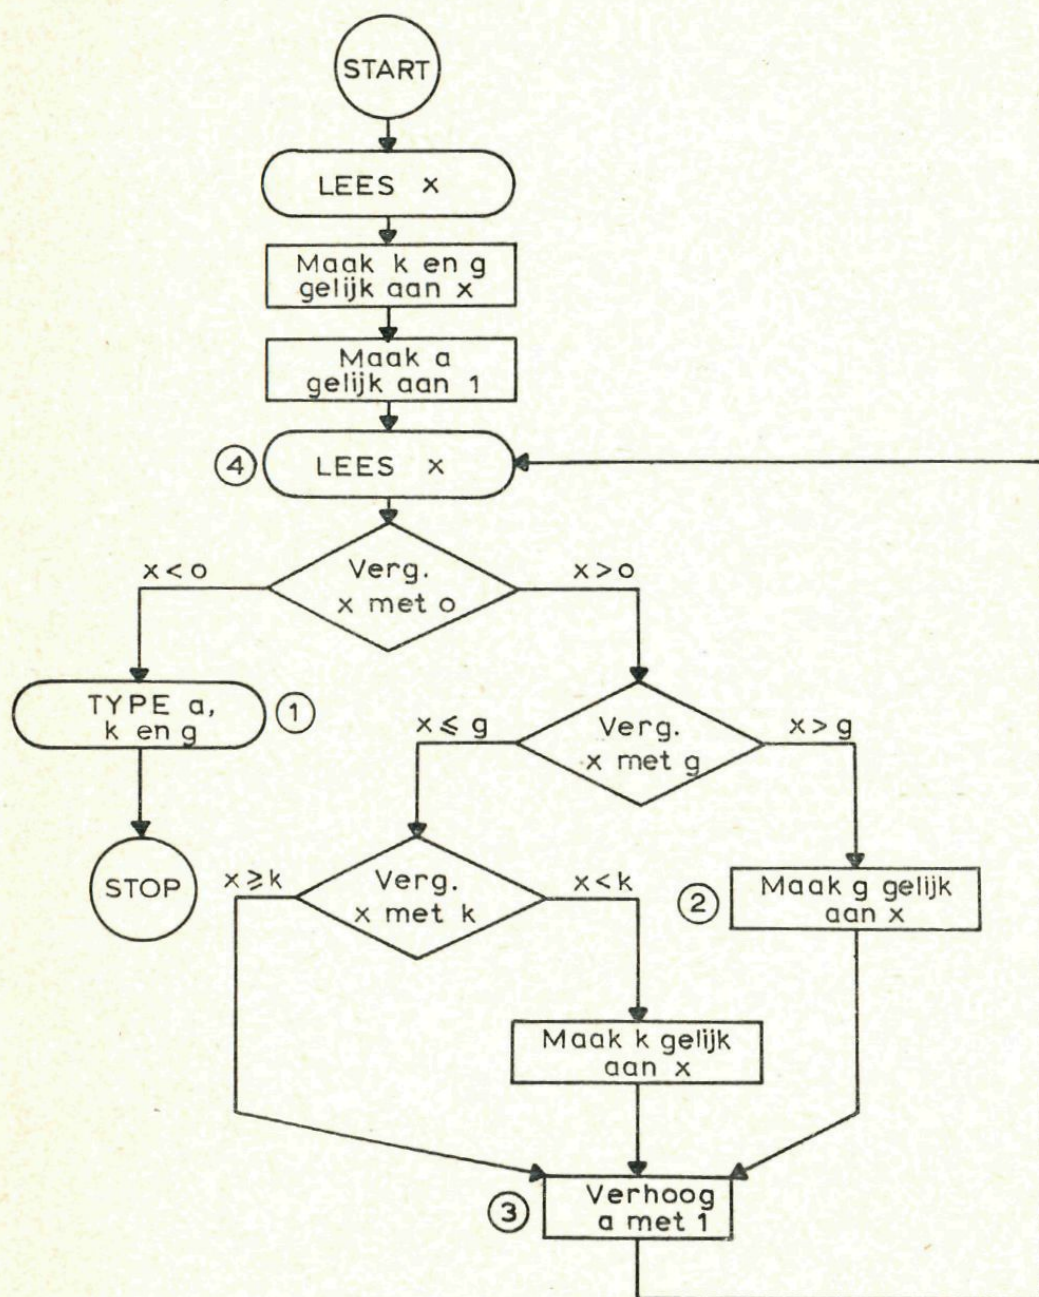 START
LEES x
Maak k en g
gelijk aan x
Maak a
gelijk aan 1
4
LEES x
x<o
Verg.
x met o
x>o
TYPE a,
k en g
1
x≤g
Verg.
x met g
x>g
STOP
x≥k
Verg.
x met k
x<k
2
Maak g gelijk
aan x
Maak k gelijk
aan x
3
Verhoog
a met 1